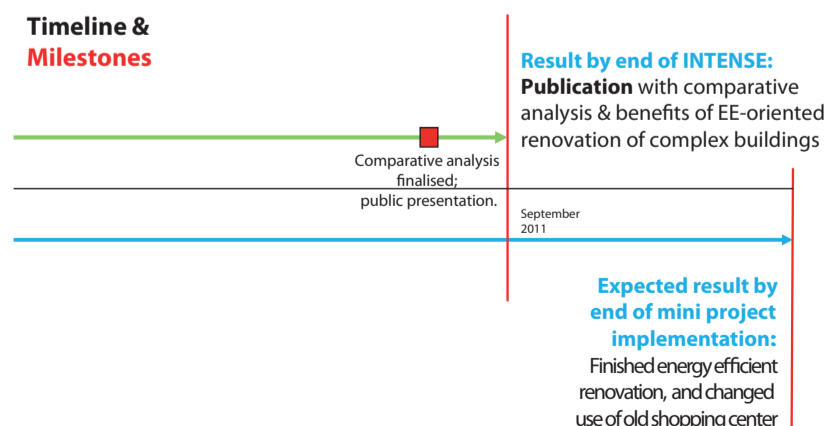 Timeline &
Milestones
Result by end of INTENSE:
Publication with comparative
analysis & benefits of EE-oriented
renovation of complex buildings
Comparative analysis
finalised;
public presentation.
September
2011
Expected result by
end of mini project
implementation:
Finished energy efficient
renovation, and changed
use of old shopping center